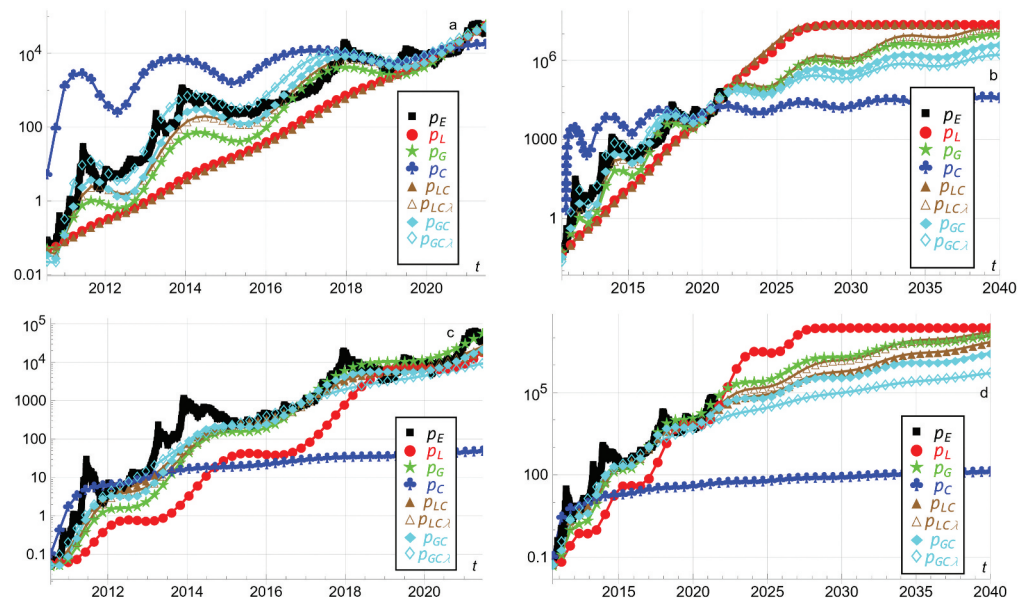 a
10⁴
100
1
0.01
p_E
p_L
p_G
p_C
p_LC
p_LCλ
p_GC
p_GCλ
t
2012 2014 2016 2018 2020
b
10⁶
1000
1
p_E
p_L
p_G
p_C
p_LC
p_LCλ
p_GC
p_GCλ
t
2015 2020 2025 2030 2035 2040
c
10⁵
10⁴
1000
100
10
1
0.1
p_E
p_L
p_G
p_C
p_LC
p_LCλ
p_GC
p_GCλ
t
2012 2014 2016 2018 2020
d
10⁵
100
0.1
p_E
p_L
p_G
p_C
p_LC
p_LCλ
p_GC
p_GCλ
t
2015 2020 2025 2030 2035 2040